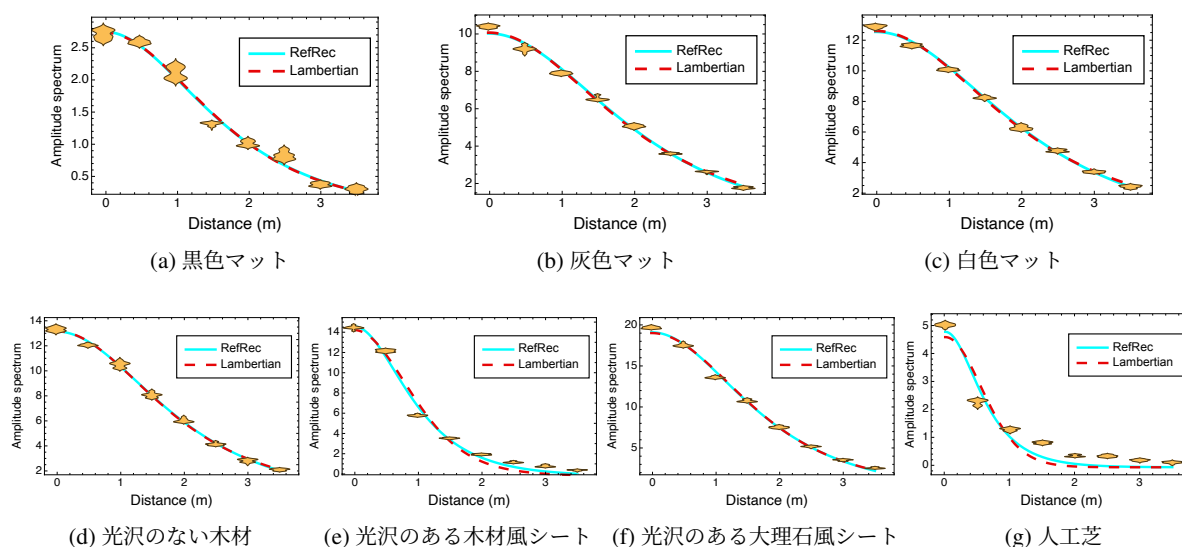 Amplitude spectrum
2.5
2.0
1.5
1.0
0.5
0
1
2
3
Distance (m)
RefRec
Lambertian
(a) 黒色マット
Amplitude spectrum
10
8
6
4
2
0
1
2
3
Distance (m)
RefRec
Lambertian
(b) 灰色マット
Amplitude spectrum
12
10
8
6
4
2
0
1
2
3
Distance (m)
RefRec
Lambertian
(c) 白色マット
Amplitude spectrum
14
12
10
8
6
4
2
0
1
2
3
Distance (m)
RefRec
Lambertian
(d) 光沢のない木材
Amplitude spectrum
14
12
10
8
6
4
2
0
0
1
2
3
Distance (m)
RefRec
Lambertian
(e) 光沢のある木材風シート
Amplitude spectrum
20
15
10
5
0
1
2
3
Distance (m)
RefRec
Lambertian
(f) 光沢のある大理石風シート
Amplitude spectrum
5
4
3
2
1
0
0
1
2
3
Distance (m)
RefRec
Lambertian
(g) 人工芝